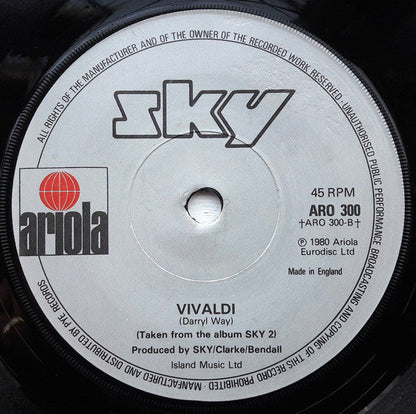 ALL RIGHTS OF THE MANUFACTURER AND OF THE OWNER OF THE RECORDED WORK RESERVED - UNAUTHORISED PUBLIC PERFORMANCE BROADCASTING AND COPYING OF THIS RECORD PROHIBITED - MANUFACTURED AND DISTRIBUTED BY PYE RECORDS
sky
ariola
45 RPM
ARO 300
†ARO 300-B†
Ⓟ 1980 Ariola
Eurodisc Ltd
Made in England
VIVALDI
(Darryl Way)
(Taken from the album SKY 2)
Produced by SKY/Clarke/Bendall
Island Music Ltd